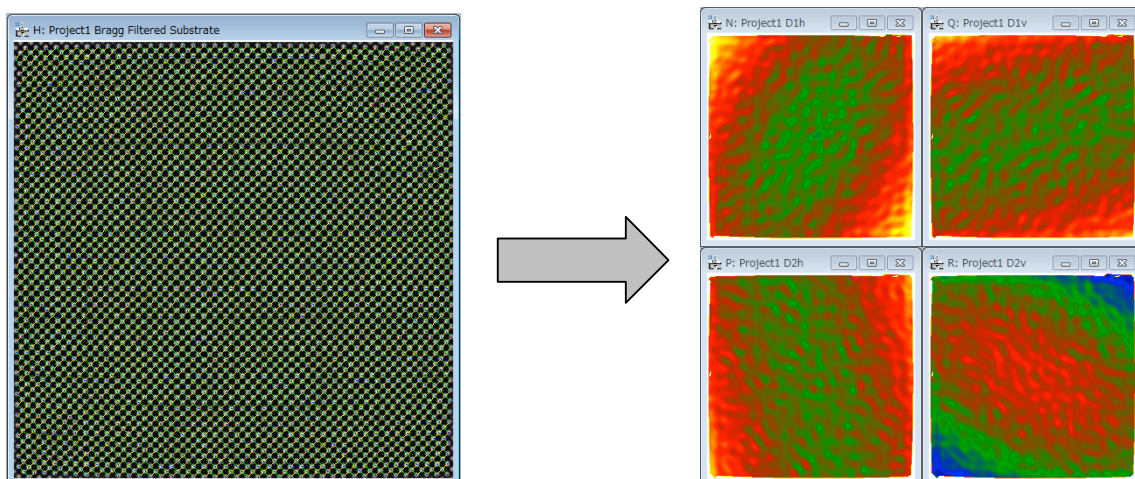 H: Project1 Bragg Filtered Substrate
N: Project1 D1h
Q: Project1 D1v
P: Project1 D2h
R: Project1 D2v